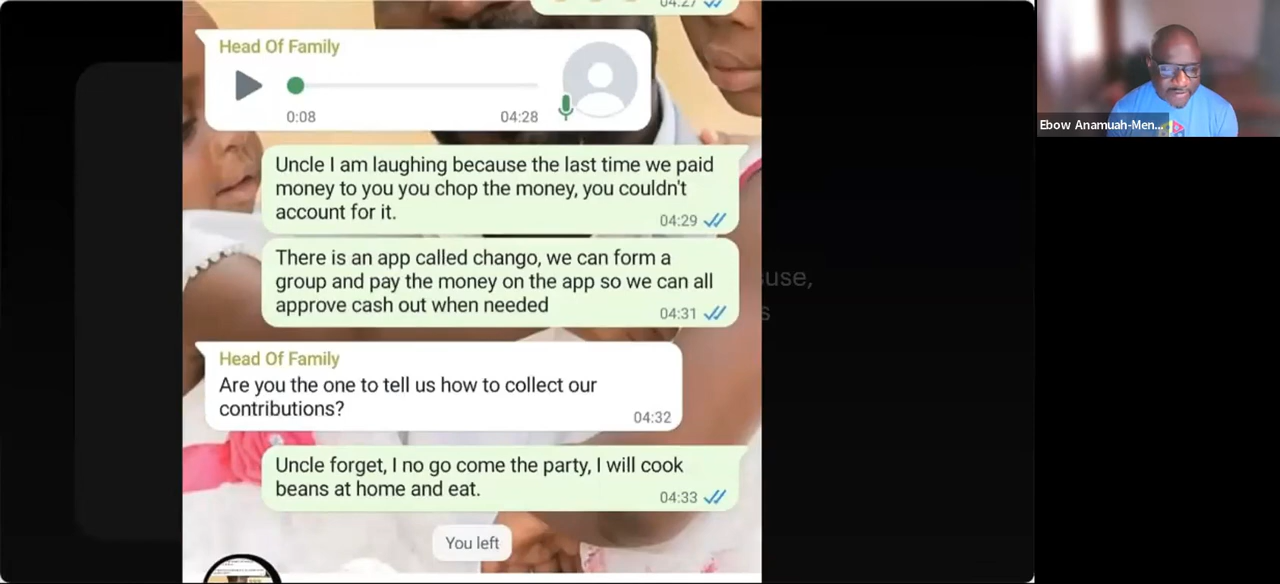 04:27
Head Of Family
0:08
04:28
Uncle I am laughing because the last time we paid
money to you you chop the money, you couldn't
account for it.
04:29
There is an app called chango, we can form a
group and pay the money on the app so we can all
approve cash out when needed
04:31
Head Of Family
Are you the one to tell us how to collect our
contributions?
04:32
Uncle forget, I no go come the party, I will cook
beans at home and eat.
04:33
You left
Ebow Anamuah-Men...